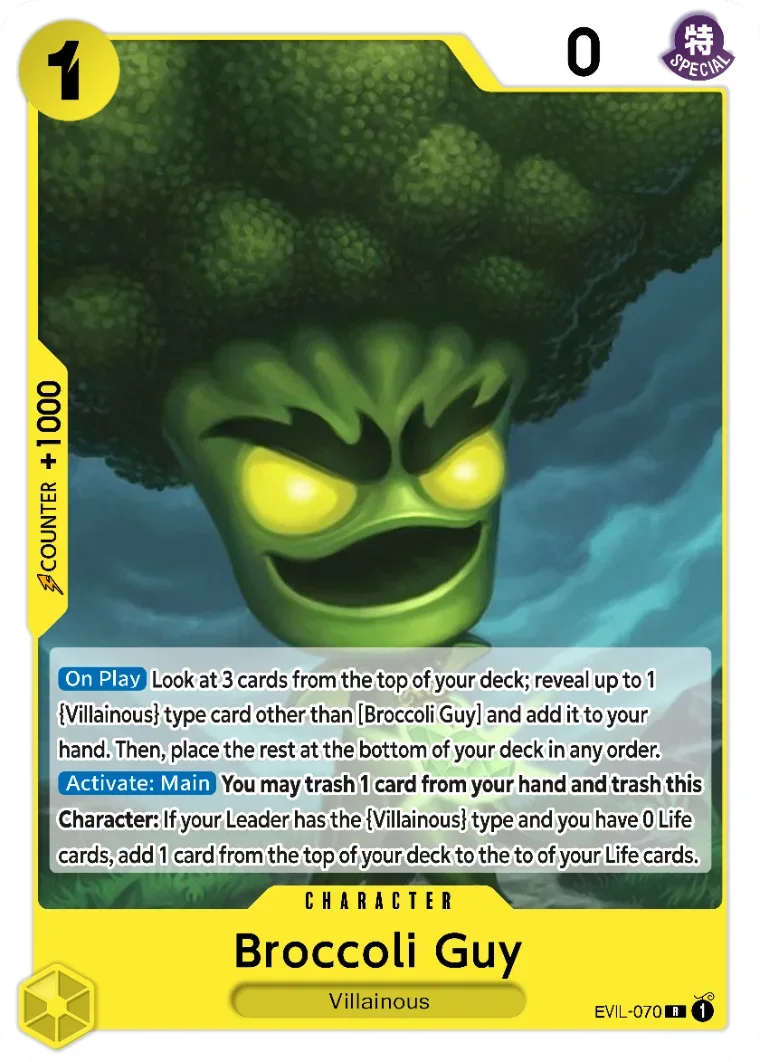 1
0
特
SPECIAL
COUNTER +1000
On Play Look at 3 cards from the top of your deck; reveal up to 1
{Villainous} type card other than [Broccoli Guy] and add it to your
hand. Then, place the rest at the bottom of your deck in any order.
Activate: Main You may trash 1 card from your hand and trash this
Character: If your Leader has the {Villainous} type and you have 0 Life
cards, add 1 card from the top of your deck to the to of your Life cards.
CHARACTER
Broccoli Guy
Villainous
EVIL-070 R 1